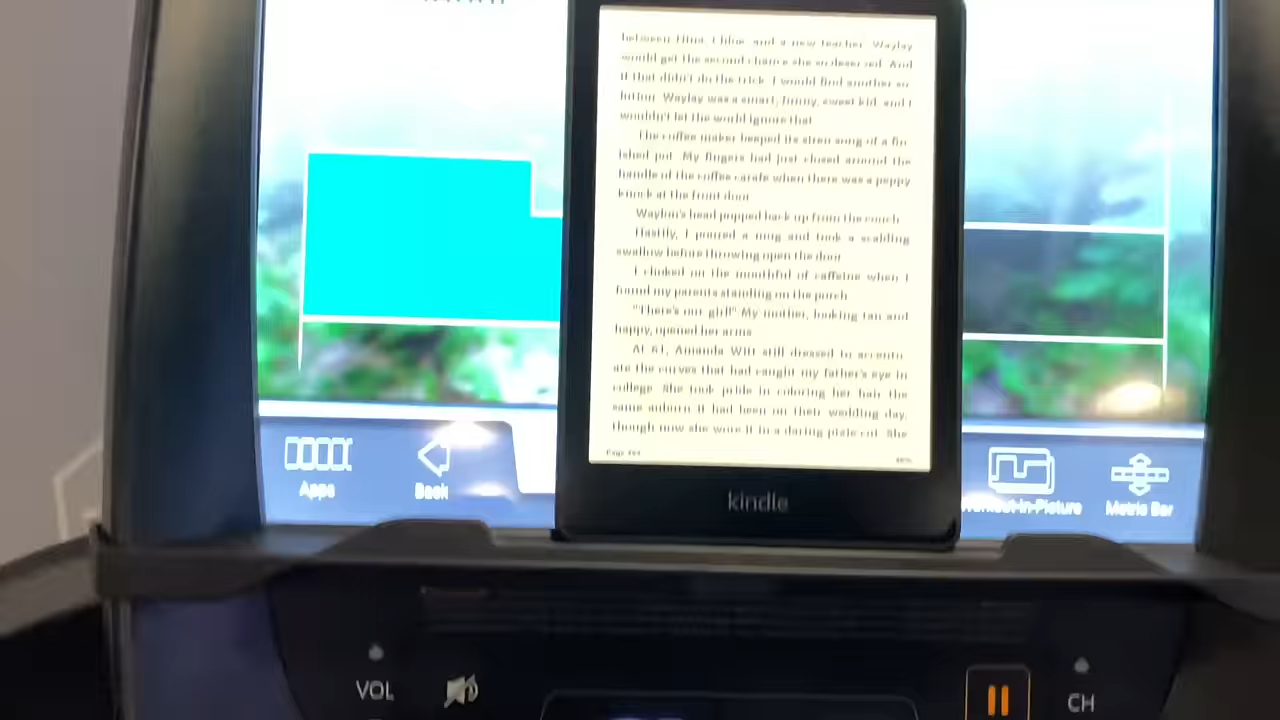 between Nina, Chloe, and a new teacher, Waylay
would get the second chance she so deserved. And
if that didn't do the trick, I would find another so-
lution. Waylay was a smart, funny, sweet kid, and I
wouldn't let the world ignore that.
The coffee maker beeped its siren song of a fin-
ished pot. My fingers had just closed around the
handle of the coffee carafe when there was a peppy
knock at the front door.
Waylon's head popped back up from the couch.
Hastily, I poured a mug and took a scalding
swallow before throwing open the door.
I choked on the mouthful of caffeine when I
found my parents standing on the porch.
"There's our girl!" My mother, looking tan and
happy, opened her arms.
At 61, Amanda Witt still dressed to accentu-
ate the curves that had caught my father's eye in
college. She took pride in coloring her hair the
same auburn it had been on their wedding day,
though now she wore it in a daring pixie cut. She
Page
kindle
Apps
Back
Workout-in-Picture
Metric Bar
VOL
CH